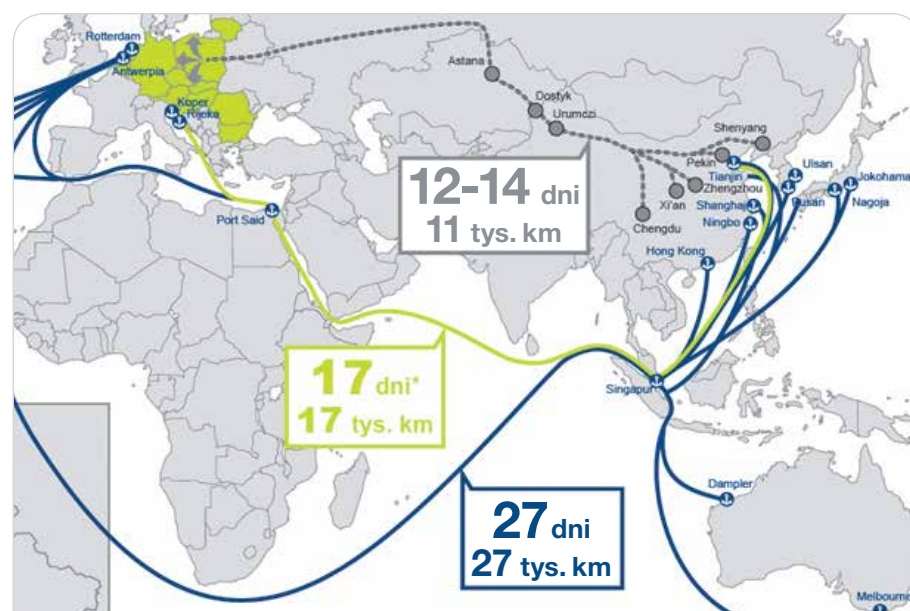 Rotterdam
Antwerpia
Koper
Rijeka
Port Said
Astana
Dostyk
Urumczi
Shenyang
Pekin
Tianjin
Zhengzhou
Xi'an
Chengdu
Ulsan
Jokohama
Shanghaj
Pusan
Nagoja
Ningbo
Hong Kong
12-14 dni
11 tys. km
17 dni*
17 tys. km
Singapur
27 dni
27 tys. km
Dampier
Melbourne